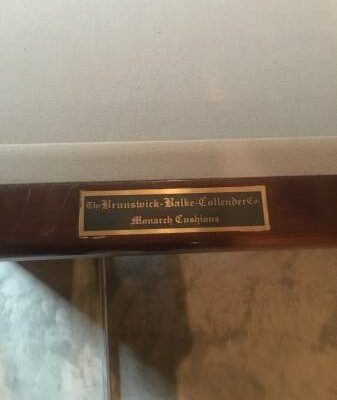 The Brunswick-Balke-Collender Co.
Monarch Cushions